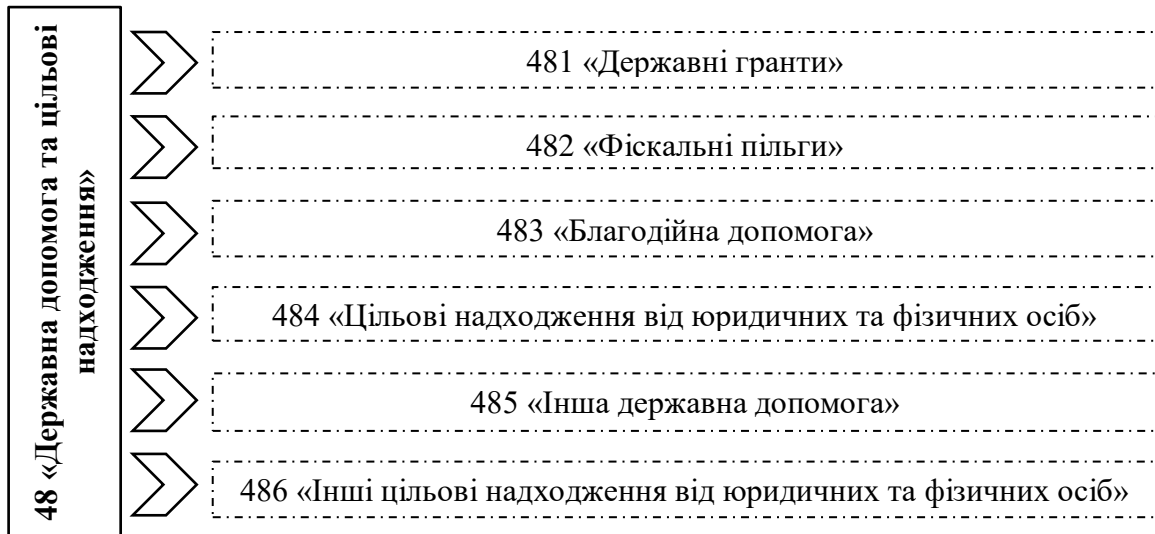 48 «Державна допомога та цільові
надходження»
481 «Державні гранти»
482 «Фіскальні пільги»
483 «Благодійна допомога»
484 «Цільові надходження від юридичних та фізичних осіб»
485 «Інша державна допомога»
486 «Інші цільові надходження від юридичних та фізичних осіб»